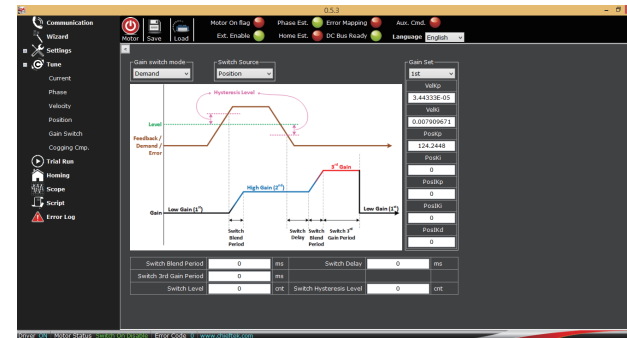 0.5.3
Communication
Wizard
Settings
Tune
Current
Phase
Velocity
Position
Gain Switch
Cogging Cmp.
Trial Run
Homing
Scope
Script
Error Log
Motor Save Load
Motor On flag Phase Est. Error Mapping Aux. Cmd.
Ext. Enable Home Est. DC Bus Ready Language English
Gain switch mode Switch Source Gain Set
Demand Position 1st
VelKp
3.44333E-05
VelKi
0.007909671
PosKp
124.2448
PosKi
0
PosIKp
0
PosIKi
0
PosIKd
0
Hysteresis Level
Level
Feedback /
Demand /
Error
3rd Gain
High Gain (2nd)
Gain Low Gain (1st) Low Gain (1st)
Switch Blend Period
Switch Delay
Switch Blend Period
Switch 3rd Gain Period
Switch Blend Period 0 ms Switch Delay 0 ms
Switch 3rd Gain Period 0 ms
Switch Level 0 cnt Switch Hysteresis Level 0 cnt
Driver ON Motor Status Switch On Disable Error Code 0 www.chieftek.com